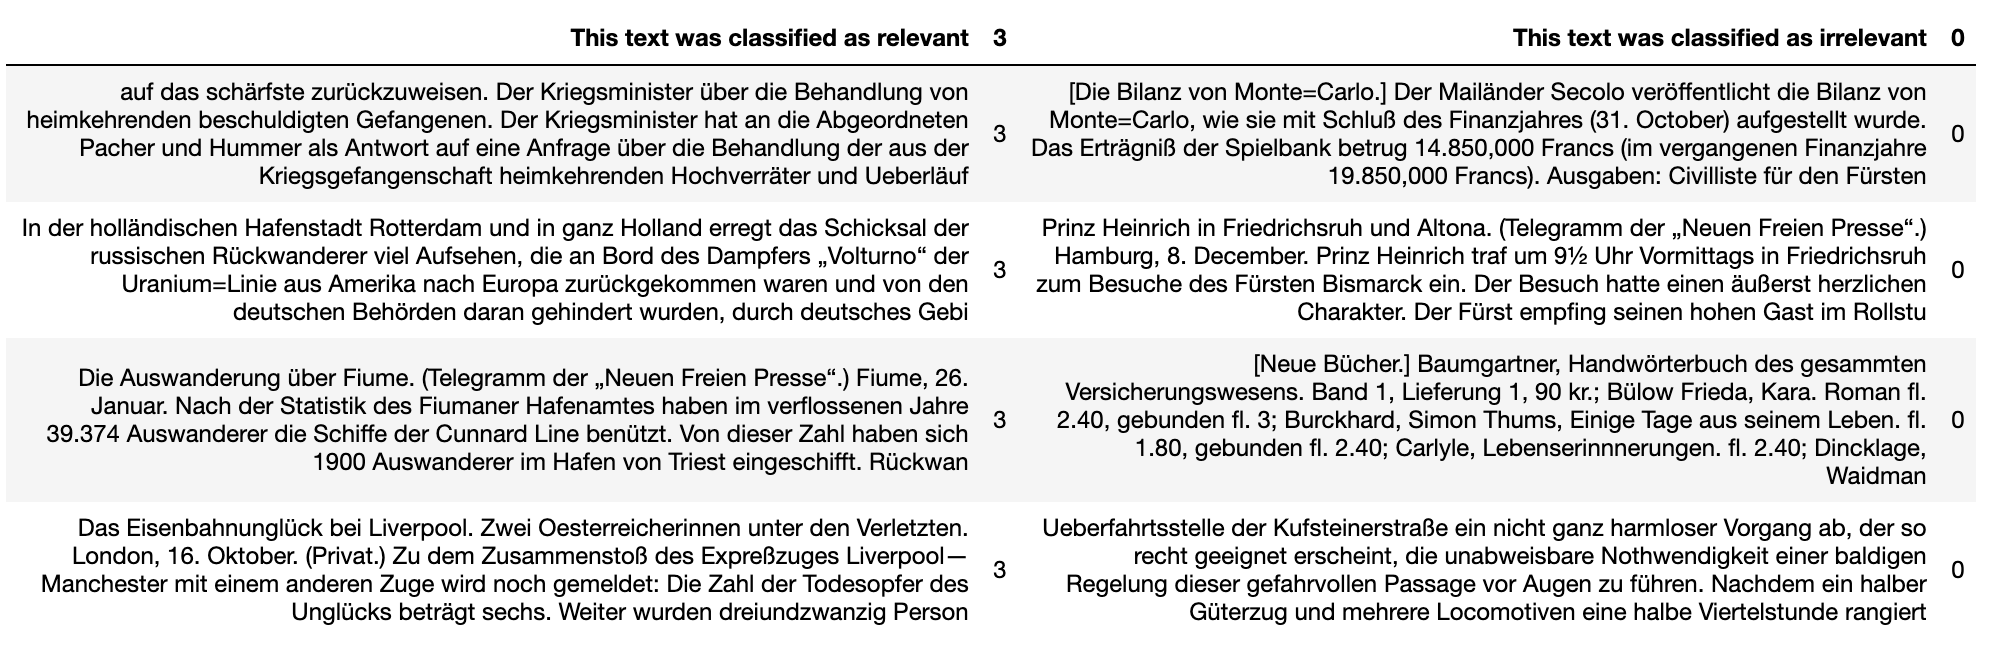 This text was classified as relevant 3 This text was classified as irrelevant 0
auf das schärfste zurückzuweisen. Der Kriegsminister über die Behandlung von
heimkehrenden beschuldigten Gefangenen. Der Kriegsminister hat an die Abgeordneten
Pacher und Hummer als Antwort auf eine Anfrage über die Behandlung der aus der
Kriegsgefangenschaft heimkehrenden Hochverräter und Ueberläuf
3
[Die Bilanz von Monte=Carlo.] Der Mailänder Secolo veröffentlicht die Bilanz von
Monte=Carlo, wie sie mit Schluß des Finanzjahres (31. October) aufgestellt wurde.
Das Erträgniß der Spielbank betrug 14.850,000 Francs (im vergangenen Finanzjahre
19.850,000 Francs). Ausgaben: Civilliste für den Fürsten
0
In der holländischen Hafenstadt Rotterdam und in ganz Holland erregt das Schicksal der
russischen Rückwanderer viel Aufsehen, die an Bord des Dampfers „Volturno“ der
Uranium=Linie aus Amerika nach Europa zurückgekommen waren und von den
deutschen Behörden daran gehindert wurden, durch deutsches Gebi
3
Prinz Heinrich in Friedrichsruh und Altona. (Telegramm der „Neuen Freien Presse“.)
Hamburg, 8. December. Prinz Heinrich traf um 9½ Uhr Vormittags in Friedrichsruh
zum Besuche des Fürsten Bismarck ein. Der Besuch hatte einen äußerst herzlichen
Charakter. Der Fürst empfing seinen hohen Gast im Rollstu
0
Die Auswanderung über Fiume. (Telegramm der „Neuen Freien Presse“.) Fiume, 26.
Januar. Nach der Statistik des Fiumaner Hafenamtes haben im verflossenen Jahre
39.374 Auswanderer die Schiffe der Cunnard Line benützt. Von dieser Zahl haben sich
1900 Auswanderer im Hafen von Triest eingeschifft. Rückwan
3
[Neue Bücher.] Baumgartner, Handwörterbuch des gesammten
Versicherungswesens. Band 1, Lieferung 1, 90 kr.; Bülow Frieda, Kara. Roman fl.
2.40, gebunden fl. 3; Burckhard, Simon Thums, Einige Tage aus seinem Leben. fl.
1.80, gebunden fl. 2.40; Carlyle, Lebenserinnnerungen. fl. 2.40; Dincklage,
Waidman
0
Das Eisenbahnunglück bei Liverpool. Zwei Oesterreicherinnen unter den Verletzten.
London, 16. Oktober. (Privat.) Zu dem Zusammenstoß des Expreßzuges Liverpool—
Manchester mit einem anderen Zuge wird noch gemeldet: Die Zahl der Todesopfer des
Unglücks beträgt sechs. Weiter wurden dreiundzwanzig Person
3
Ueberfahrtsstelle der Kufsteinerstraße ein nicht ganz harmloser Vorgang ab, der so
recht geeignet erscheint, die unabweisbare Nothwendigkeit einer baldigen
Regelung dieser gefahrvollen Passage vor Augen zu führen. Nachdem ein halber
Güterzug und mehrere Locomotiven eine halbe Viertelstunde rangiert
0